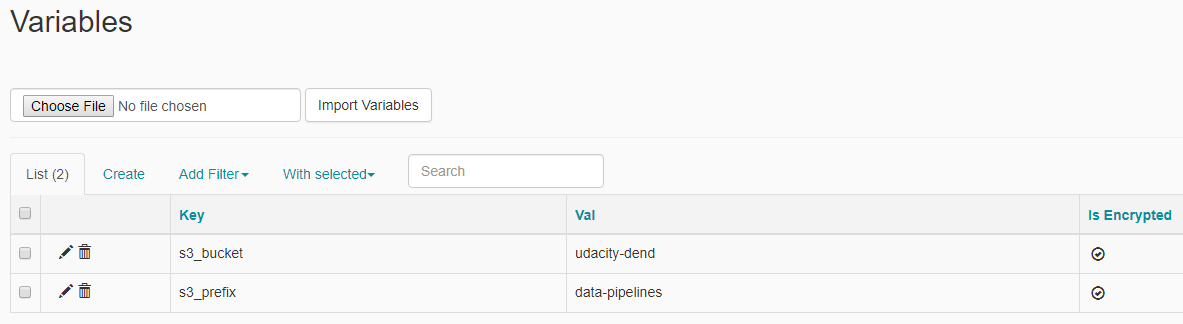 Variables
Choose File No file chosen Import Variables
List (2) Create Add Filter With selected Search
Key Val Is Encrypted
s3_bucket udacity-dend
s3_prefix data-pipelines